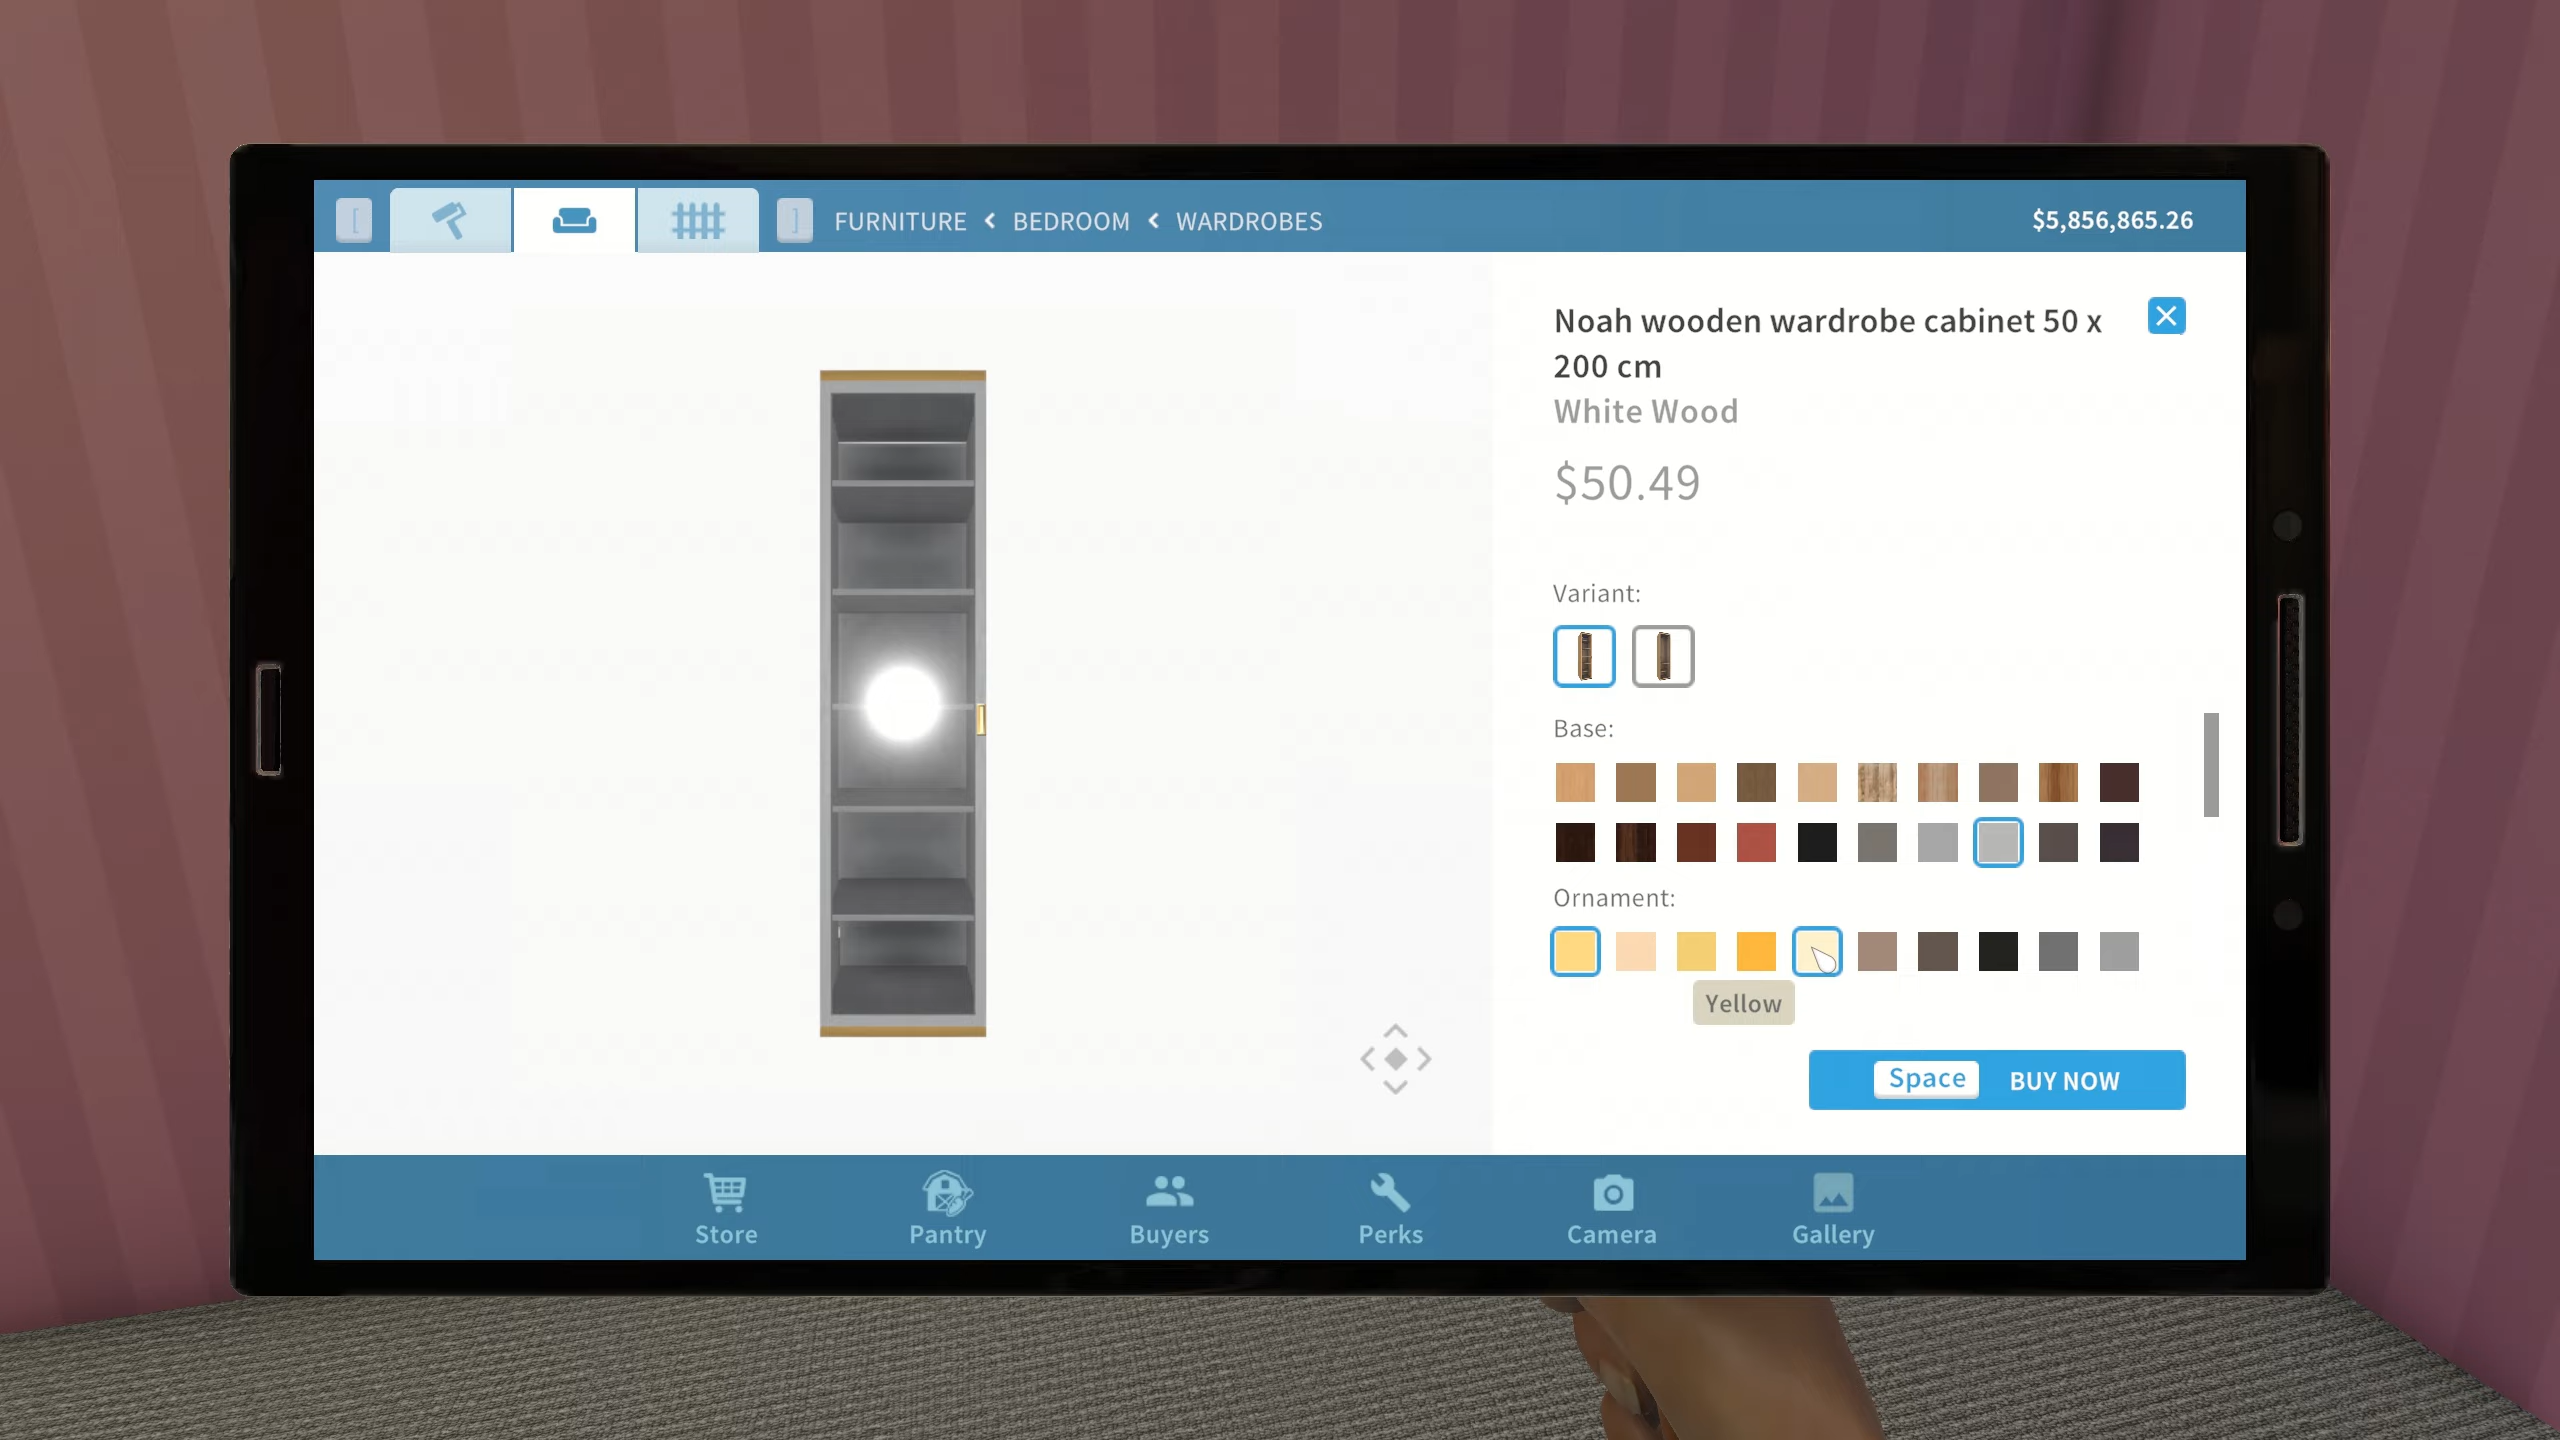 [
]
FURNITURE < BEDROOM < WARDROBES
$5,856,865.26
Noah wooden wardrobe cabinet 50 x
200 cm
White Wood
$50.49
Variant:
Base:
Ornament:
Yellow
Space BUY NOW
Store
Pantry
Buyers
Perks
Camera
Gallery